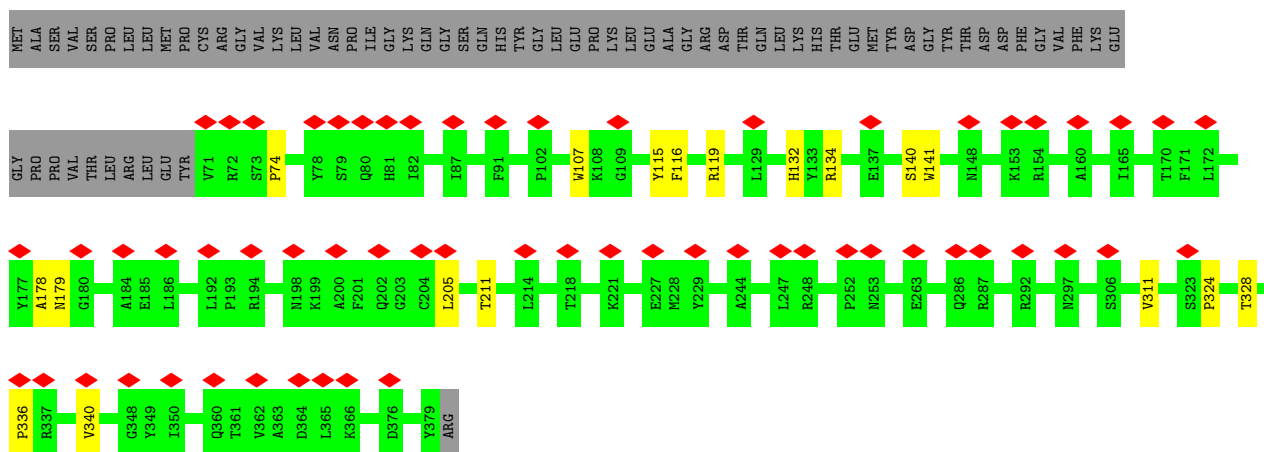 MET ALA SER VAL SER PRO LEU LEU MET PRO CYS ARG GLY VAL LYS LEU VAL ASN PRO ILE GLY LYS GLN GLY SER GLN HIS TYR GLY LEU GLU PRO LYS LEU GLU ALA GLY ARG ASP THR GLN LEU LYS HIS THR GLU MET TYR ASP GLY TYR THR ASP ASP PHE GLY VAL PHE LYS GLU
GLY PRO PRO VAL THR LEU ARG LEU GLU TYR V71 R72 S73 P74 Y78 S79 Q80 H81 I82 I87 F91 P102 W107 K108 G109 Y115 F116 R119 L129 H132 Y133 R134 E137 S140 W141 N148 K153 R154 A160 I165 T170 F171 L172
Y177 A178 N179 G180 A184 E185 L186 L192 P193 R194 N198 K199 A200 F201 Q202 G203 C204 L205 T211 L214 T218 K221 E227 M228 Y229 A244 L247 R248 P252 N253 E263 Q286 R287 R292 N297 S306 V311 S323 P324 T328
P336 R337 V340 G348 Y349 I350 Q360 T361 V362 A363 D364 L365 K366 D376 Y379 ARG